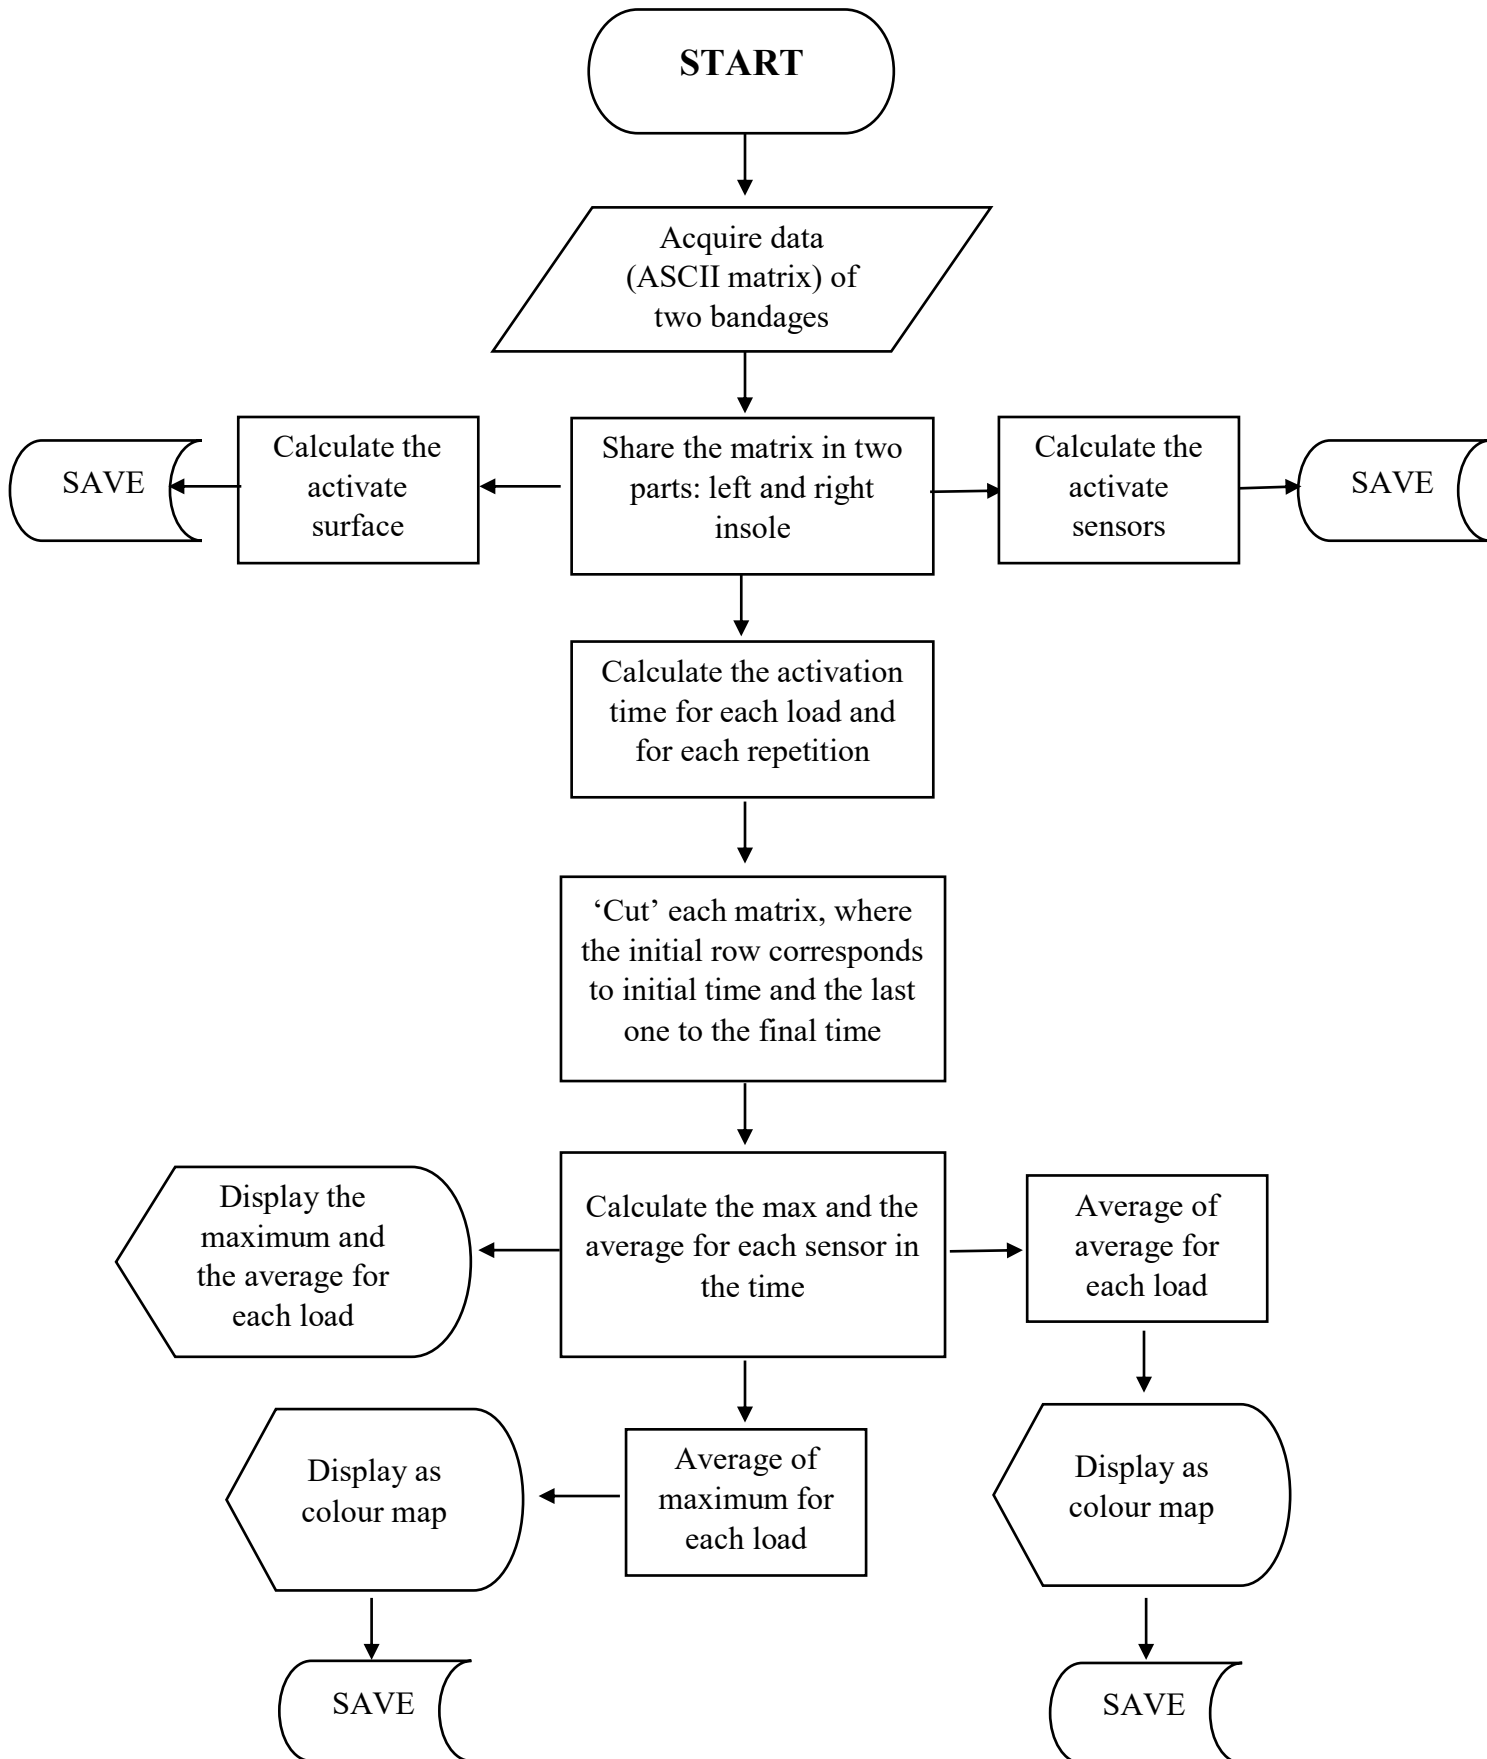 START
Acquire data
(ASCII matrix) of
two bandages
SAVE
Calculate the
activate
surface
Share the matrix in two
parts: left and right
insole
Calculate the
activate
sensors
SAVE
Calculate the activation
time for each load and
for each repetition
‘Cut’ each matrix, where
the initial row corresponds
to initial time and the last
one to the final time
Display the
maximum and
the average for
each load
Calculate the max and the
average for each sensor in
the time
Average of
average for
each load
Display as
colour map
Average of
maximum for
each load
Display as
colour map
SAVE
SAVE